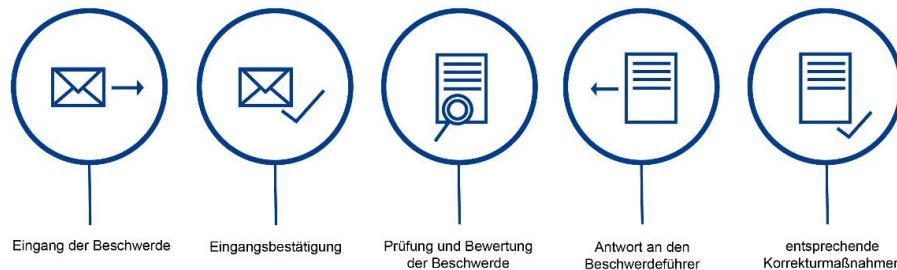 Eingang der Beschwerde
Eingangsbestätigung
Prüfung und Bewertung
der Beschwerde
Antwort an den
Beschwerdeführer
entsprechende
Korrekturmaßnahmen